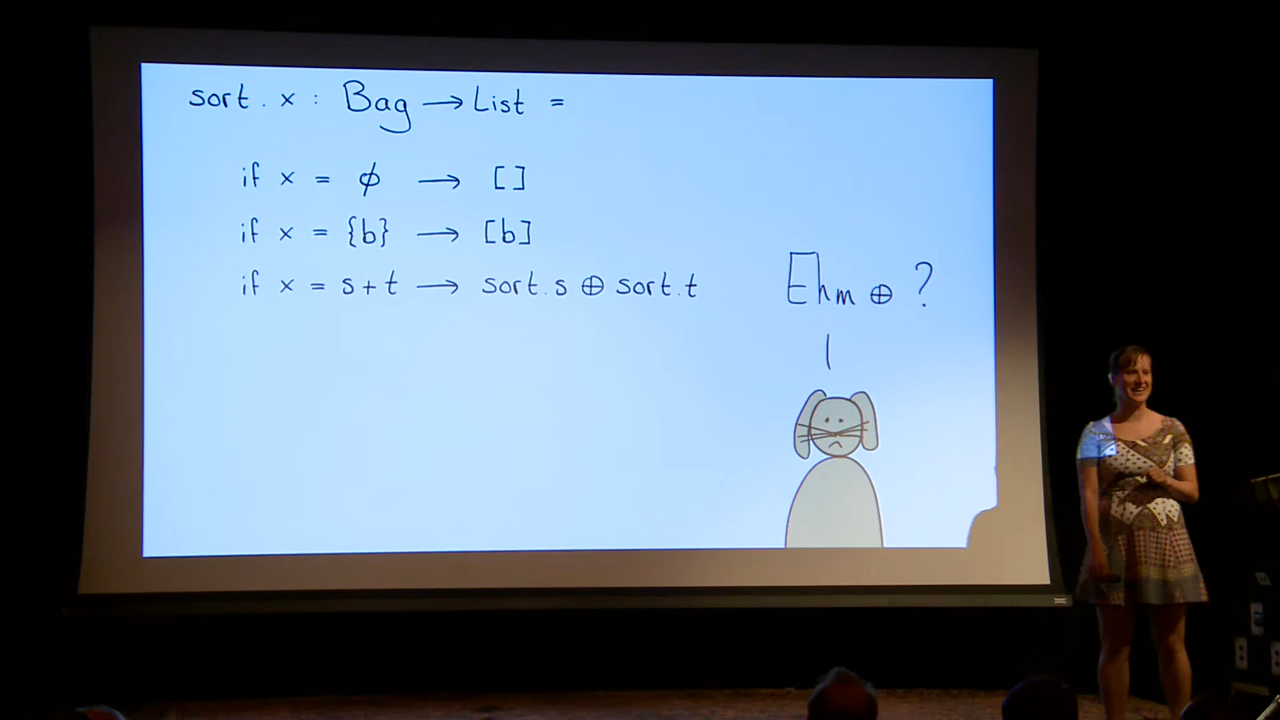 sort . x : Bag → List =
if x = ϕ → []
if x = {b} → [b]
if x = s + t → sort . s ⊕ sort . t
Ehm ⊕ ?